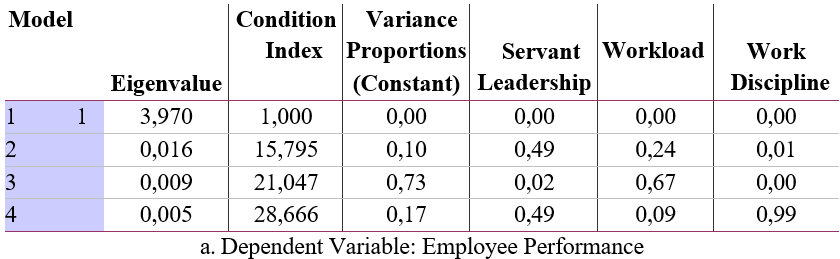 Model Condition Variance
Index Proportions Servant Workload Work
Eigenvalue (Constant) Leadership Discipline
1 1 3,970 1,000 0,00 0,00 0,00 0,00
2 0,016 15,795 0,10 0,49 0,24 0,01
3 0,009 21,047 0,73 0,02 0,67 0,00
4 0,005 28,666 0,17 0,49 0,09 0,99
a. Dependent Variable: Employee Performance